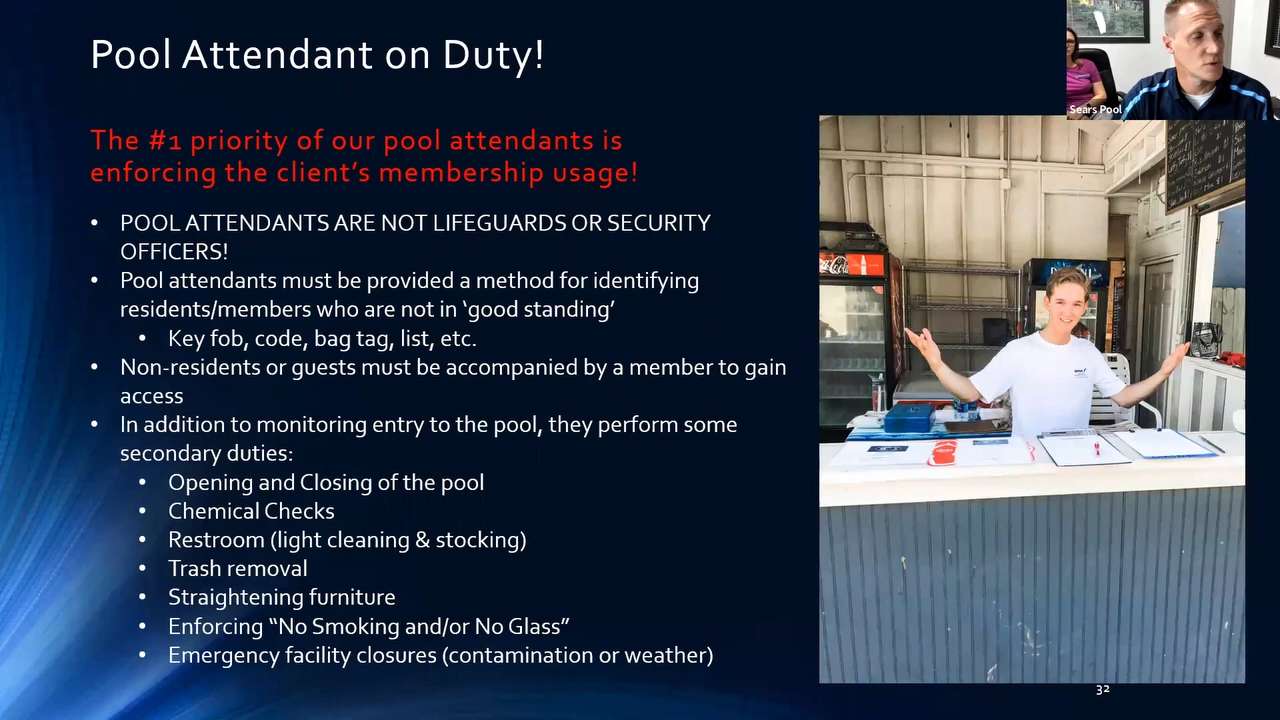 Pool Attendant on Duty!
Sears Pool
The #1 priority of our pool attendants is
enforcing the client's membership usage!
• POOL ATTENDANTS ARE NOT LIFEGUARDS OR SECURITY
OFFICERS!
• Pool attendants must be provided a method for identifying
residents/members who are not in 'good standing'
• Key fob, code, bag tag, list, etc.
• Non-residents or guests must be accompanied by a member to gain
access
• In addition to monitoring entry to the pool, they perform some
secondary duties:
• Opening and Closing of the pool
• Chemical Checks
• Restroom (light cleaning & stocking)
• Trash removal
• Straightening furniture
• Enforcing "No Smoking and/or No Glass"
• Emergency facility closures (contamination or weather)
Coca-Cola
32